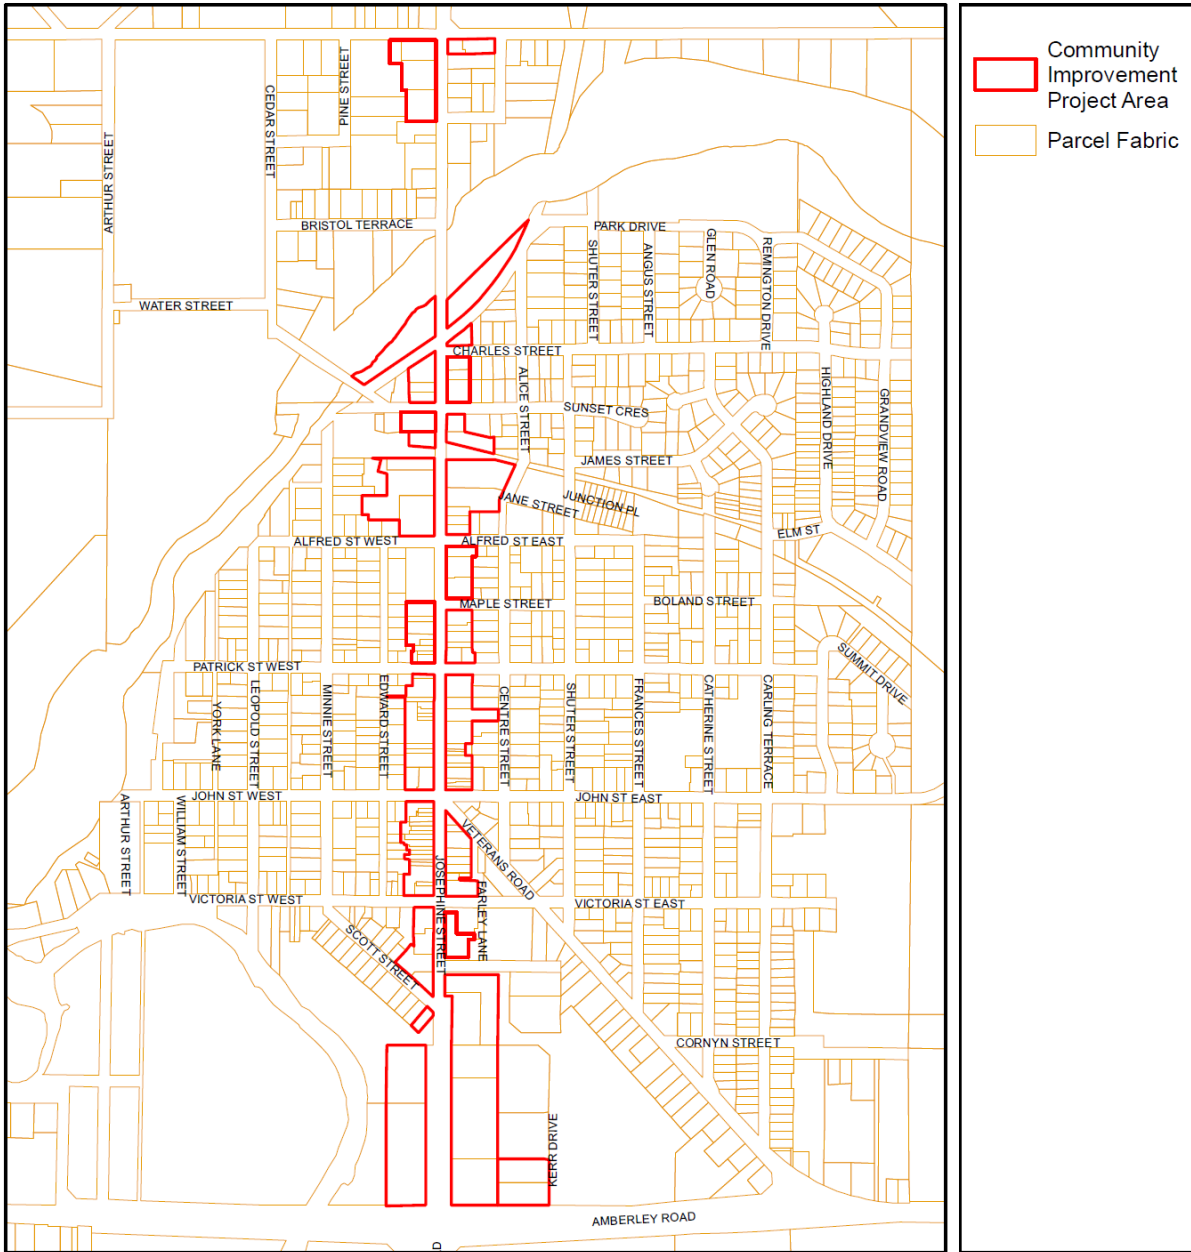 Community
Improvement
Project Area
Parcel Fabric
ARTHUR STREET
CEDAR STREET
PINE STREET
BRISTOL TERRACE
WATER STREET
PARK DRIVE
SHUTER STREET
ANGUS STREET
GLEN ROAD
REMINGTON DRIVE
CHARLES STREET
ALICE STREET
HIGHLAND DRIVE
GRANDVIEW ROAD
SUNSET CRES
JAMES STREET
JANE STREET
JUNCTION PL
ELM ST
ALFRED ST WEST
ALFRED ST EAST
MAPLE STREET
BOLAND STREET
SUMMIT DRIVE
PATRICK ST WEST
YORK LANE
LEOPOLD STREET
MINNIE STREET
EDWARD STREET
CENTRE STREET
SHUTER STREET
FRANCES STREET
CATHERINE STREET
CARLING TERRACE
JOHN ST WEST
JOHN ST EAST
ARTHUR STREET
WILLIAM STREET
VETERANS ROAD
JOSEPHINE STREET
FARLEY LANE
VICTORIA ST WEST
VICTORIA ST EAST
SCOTT STREET
CORNYN STREET
KERR DRIVE
AMBERLEY ROAD
D